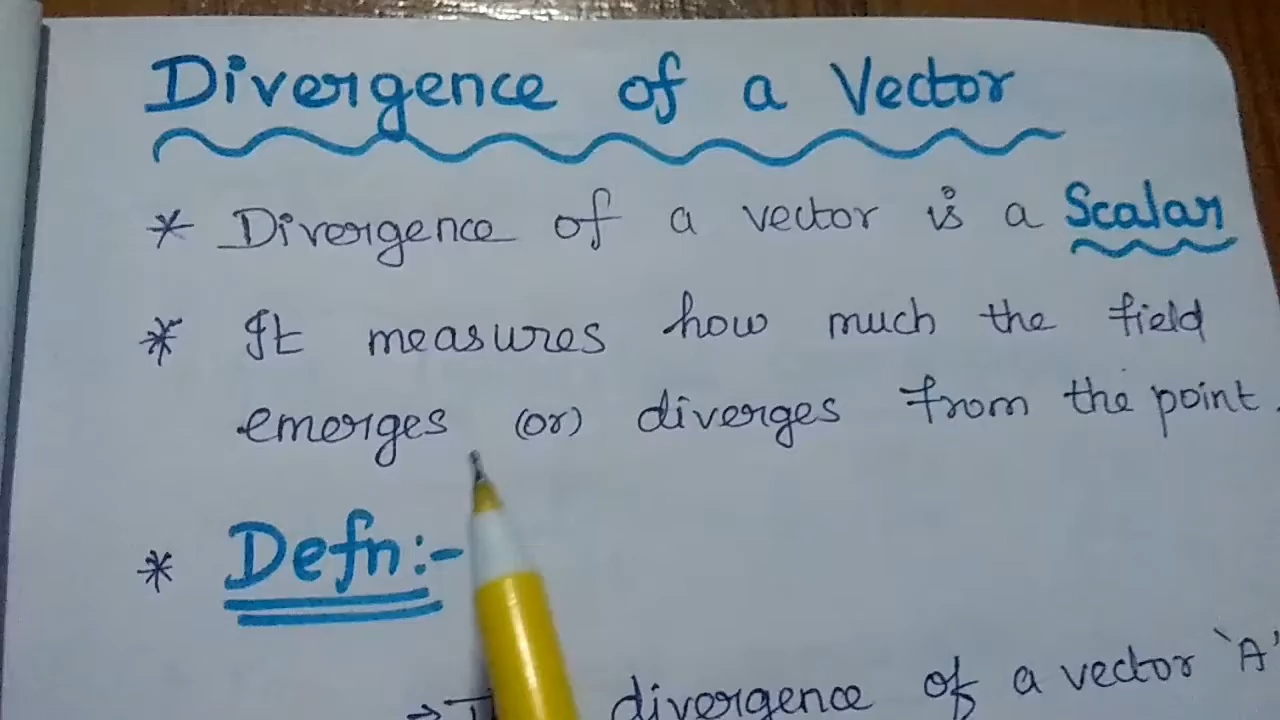 Divergence of a Vector
* Divergence of a vector is a Scalar
* It measures how much the field
emerges (or) diverges from the point.
* Defn:-
→ divergence of a vector 'A'